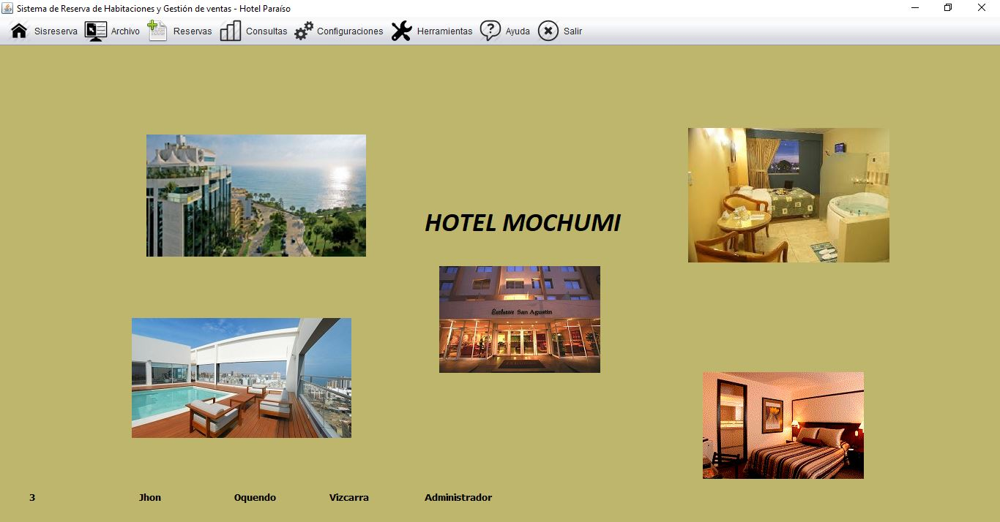 Sistema de Reserva de Habitaciones y Gestión de ventas - Hotel Paraíso
Sisreserva Archivo Reservas Consultas Configuraciones Herramientas Ayuda Salir
HOTEL MOCHUMI
Exclusive San Agustin
3 Jhon Oquendo Vizcarra Administrador